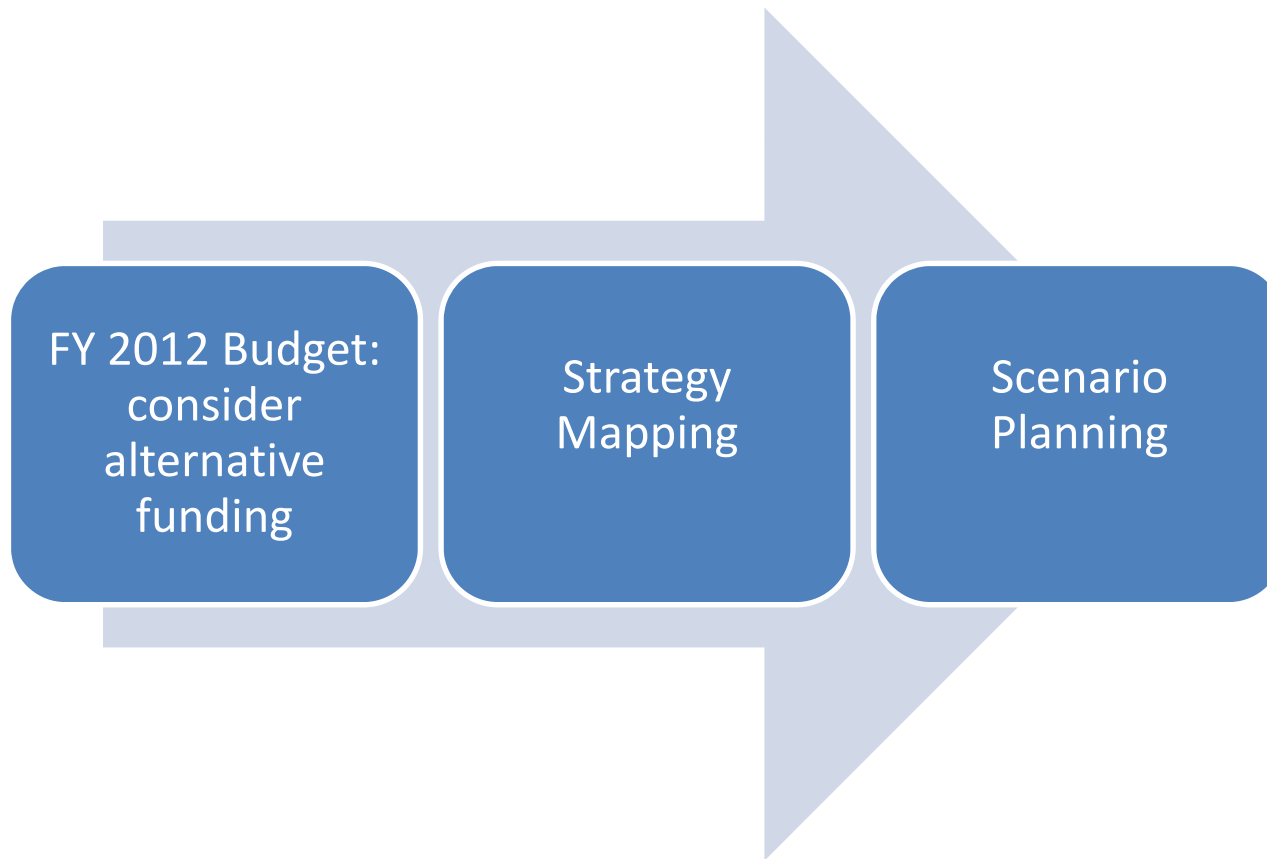 FY 2012 Budget:
consider
alternative
funding
Strategy
Mapping
Scenario
Planning